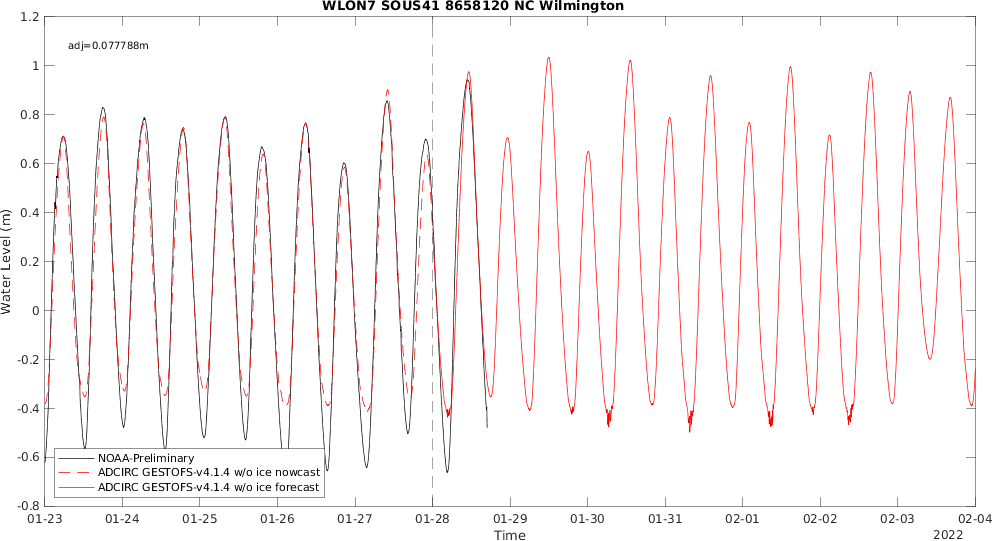 WLON7 SOUS41 8658120 NC Wilmington
adj=0.077788m
1.2
1
0.8
0.6
0.4
0.2
0
-0.2
-0.4
-0.6
-0.8
Water Level (m)
NOAA-Preliminary
ADCIRC GESTOFS-v4.1.4 w/o ice nowcast
ADCIRC GESTOFS-v4.1.4 w/o ice forecast
01-23 01-24 01-25 01-26 01-27 01-28 01-29 01-30 01-31 02-01 02-02 02-03 02-04
Time
2022